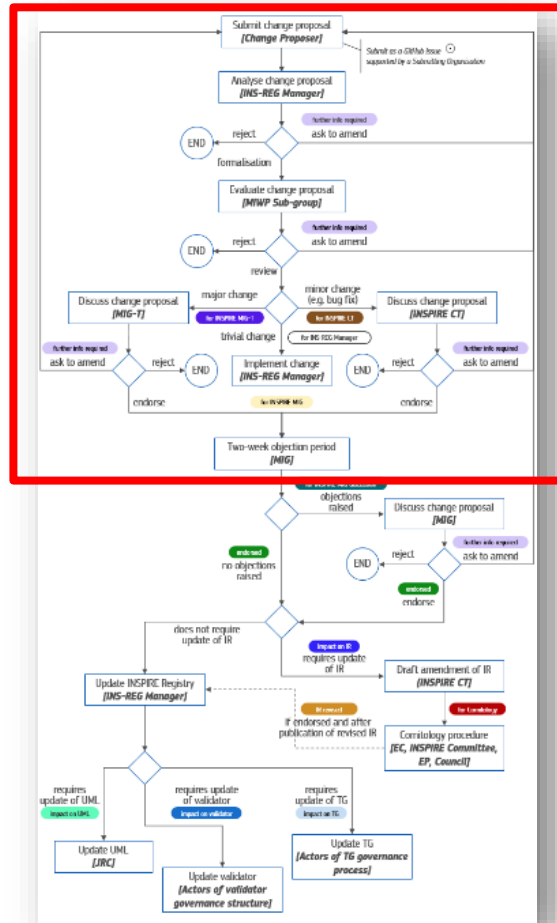 Submit change proposal
[Change Proposer]
Submit as a GitHub Issue
supported by a Submitting Organisation
Analyse change proposal
[INS-REG Manager]
further info required
END
reject
ask to amend
formalisation
Evaluate change proposal
[MIWP Sub-group]
further info required
END
reject
ask to amend
review
major change
minor change
(e.g. bug fix)
Discuss change proposal
[MIG-T]
for INSPIRE MIG-T
for INSPIRE CT
Discuss change proposal
[INSPIRE CT]
trivial change
for INS-REG Manager
further info required
ask to amend
reject
END
Implement change
[INS-REG Manager]
END
reject
further info required
ask to amend
endorse
for INSPIRE MIG
endorse
Two-week objection period
[MIG]
for INSPIRE MIG
objections
raised
Discuss change proposal
[MIG]
endorsed
no objections
raised
END
reject
further info required
ask to amend
endorsed
endorse
does not require
update of IR
impact on IR
requires update
of IR
Update INSPIRE Registry
[INS-REG Manager]
Draft amendment of IR
[INSPIRE CT]
IR revised
for Comitology
If endorsed and after
publication of revised IR
Comitology procedure
[EC, INSPIRE Committee,
EP, Council]
requires
update of UML
impact on UML
requires update
of validator
impact on validator
requires
update of TG
impact on TG
Update UML
[JRC]
Update validator
[Actors of validator
governance structure]
Update TG
[Actors of TG governance
process]